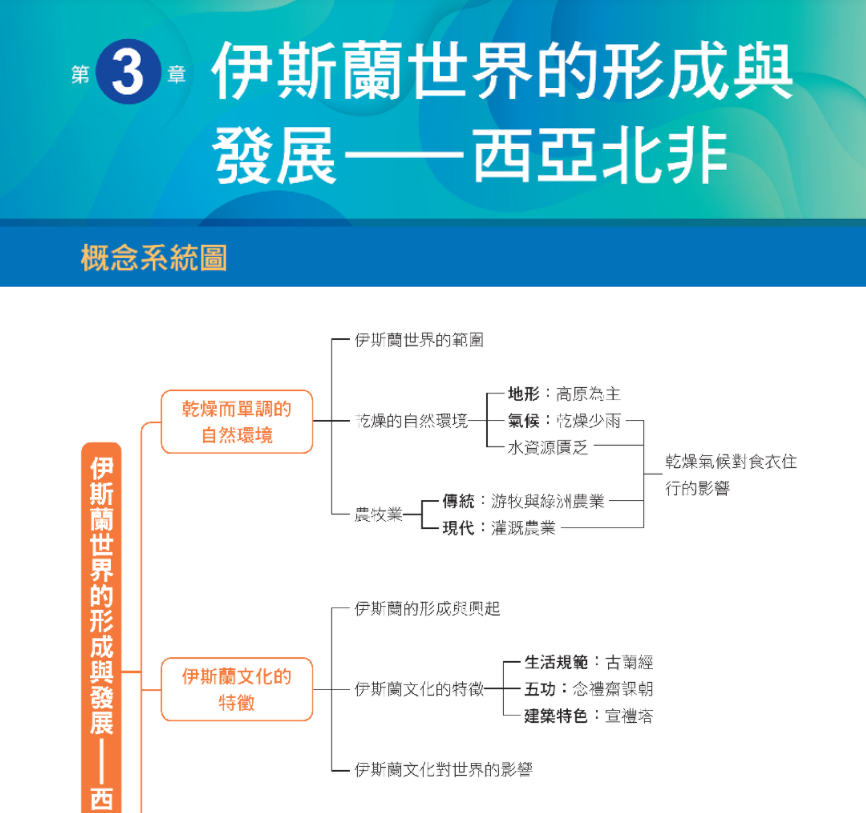 第3章 伊斯蘭世界的形成與
發展——西亞北非
概念系統圖
伊斯蘭世界的形成與發展——西
乾燥而單調的
自然環境
伊斯蘭世界的範圍
乾燥的自然環境
地形：高原為主
氣候：乾燥少雨
水資源匱乏
農牧業
傳統：游牧與綠洲農業
現代：灌溉農業
乾燥氣候對食衣住
行的影響
伊斯蘭文化的
特徵
伊斯蘭的形成與興起
伊斯蘭文化的特徵
生活規範：古蘭經
五功：念禮齋課朝
建築特色：宣禮塔
伊斯蘭文化對世界的影響